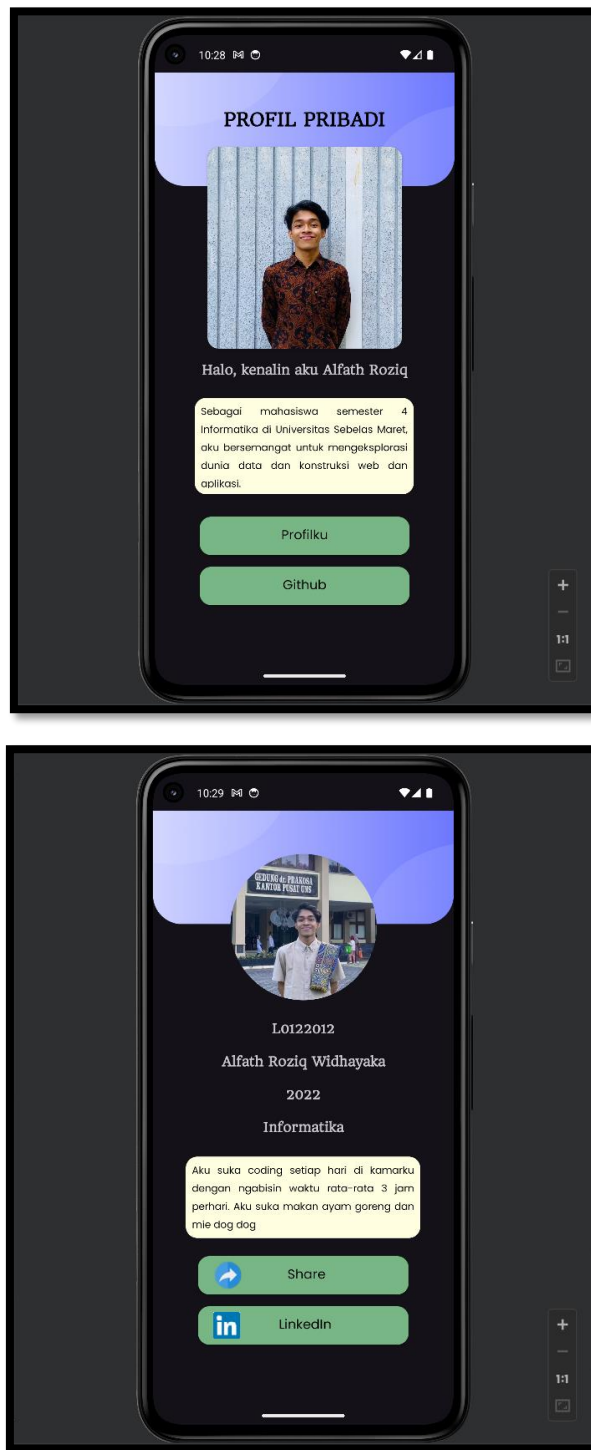 10:28
PROFIL PRIBADI
Halo, kenalin aku Alfath Roziq
Sebagai mahasiswa semester 4
Informatika di Universitas Sebelas Maret,
aku bersemangat untuk mengeksplorasi
dunia data dan konstruksi web dan
aplikasi.
Profilku
Github
1:1
10:29
GEDUNG dr. PRAKOSA
KANTOR PUSAT UNS
L0122012
Alfath Roziq Widhayaka
2022
Informatika
Aku suka coding setiap hari di kamarku
dengan ngabisin waktu rata-rata 3 jam
perhari. Aku suka makan ayam goreng dan
mie dog dog
Share
in LinkedIn
1:1